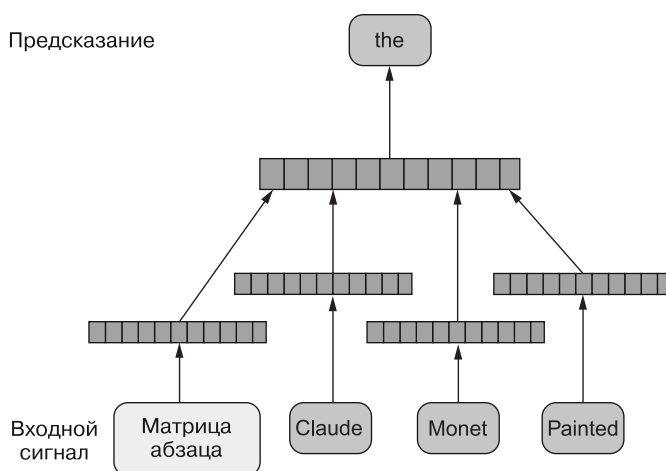 Предсказание
the
Входной
сигнал
Матрица
абзаца
Claude
Monet
Painted